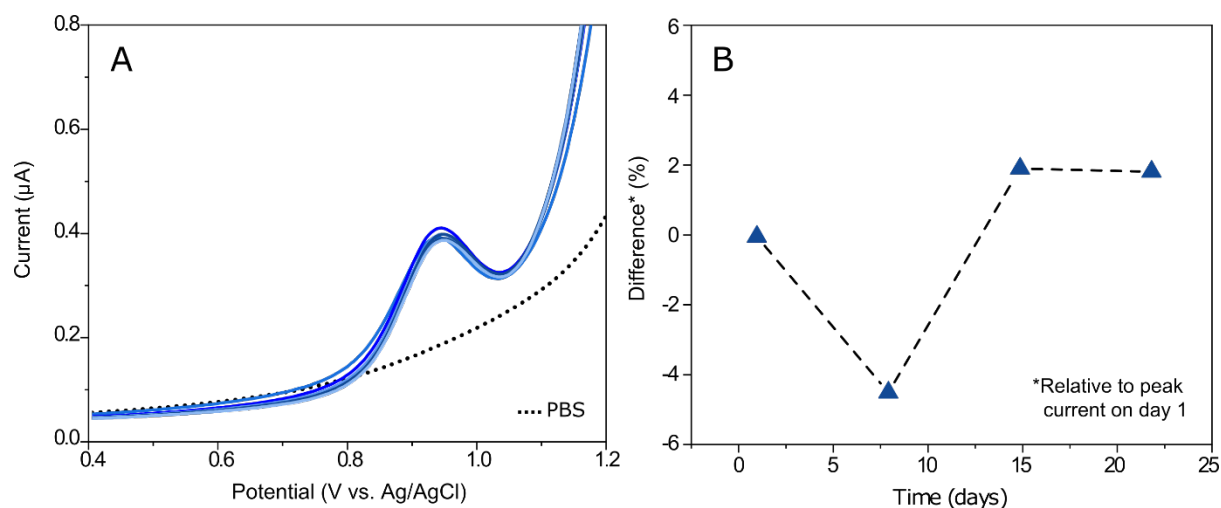 A
0.8
0.6
0.4
0.2
0.0
Current (µA)
0.4
0.6
0.8
1.0
1.2
Potential (V vs. Ag/AgCl)
PBS
B
6
4
2
0
-2
-4
-6
Difference* (%)
0
5
10
15
20
25
Time (days)
*Relative to peak
current on day 1